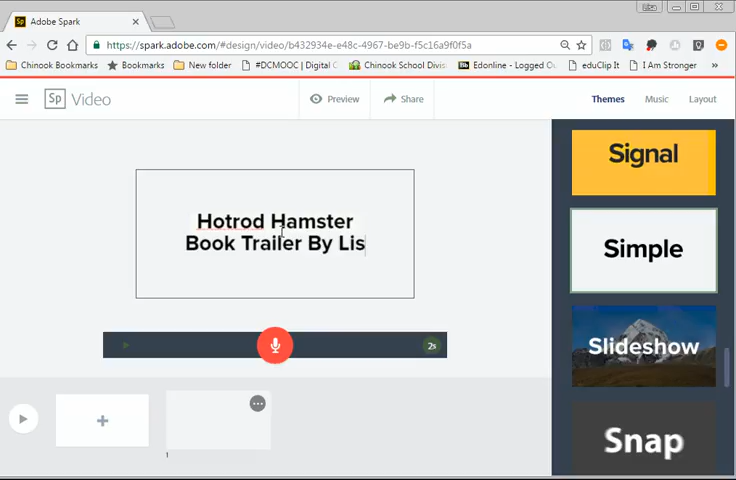 Lisa
Sp Adobe Spark
https://spark.adobe.com/#design/video/b432934e-e48c-4967-be9b-f5c16a9f0f5a
Chinook Bookmarks Bookmarks New folder #DCMOOC | Digital C Chinook School Divis Edonline - Logged Ou eduClip It I Am Stronger »
Sp Video Preview Share Themes Music Layout
Signal
Hotrod Hamster
Book Trailer By Lis
Simple
2s
Slideshow
Snap
1